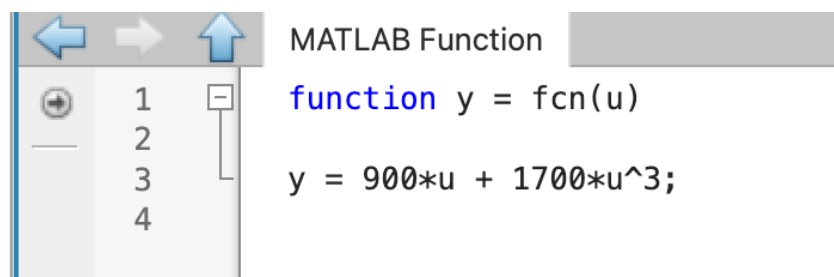 MATLAB Function
1 function y = fcn(u)
2
3 y = 900*u + 1700*u^3;
4